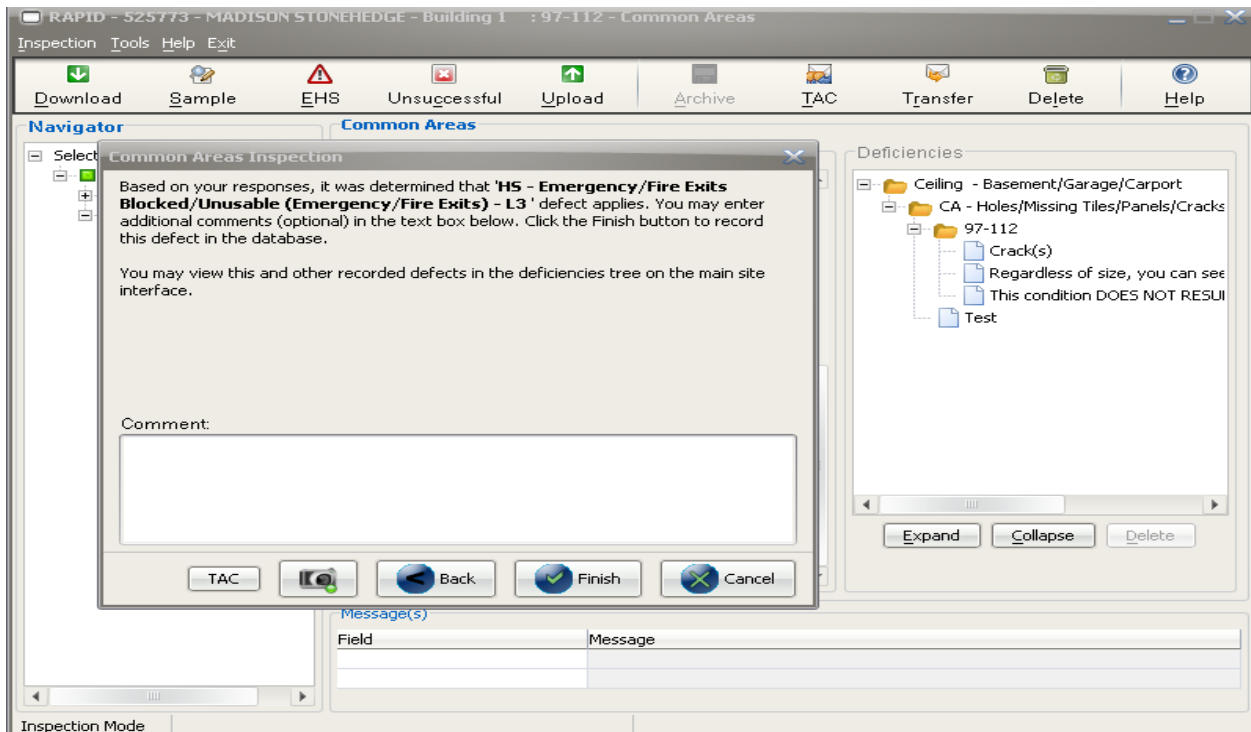 RAPID - 525773 - MADISON STONEHEDGE - Building 1 : 97-112 - Common Areas
Inspection Tools Help Exit
Download Sample EHS Unsuccessful Upload Archive TAC Transfer Delete Help
Navigator
Select
Common Areas
Common Areas Inspection
Based on your responses, it was determined that 'HS - Emergency/Fire Exits
Blocked/Unusable (Emergency/Fire Exits) - L3 ' defect applies. You may enter
additional comments (optional) in the text box below. Click the Finish button to record
this defect in the database.
You may view this and other recorded defects in the deficiencies tree on the main site
interface.
Comment:
TAC Back Finish Cancel
Deficiencies
Ceiling - Basement/Garage/Carport
CA - Holes/Missing Tiles/Panels/Cracks
97-112
Crack(s)
Regardless of size, you can see
This condition DOES NOT RESUL
Test
Expand Collapse Delete
Message(s)
Field Message
Inspection Mode